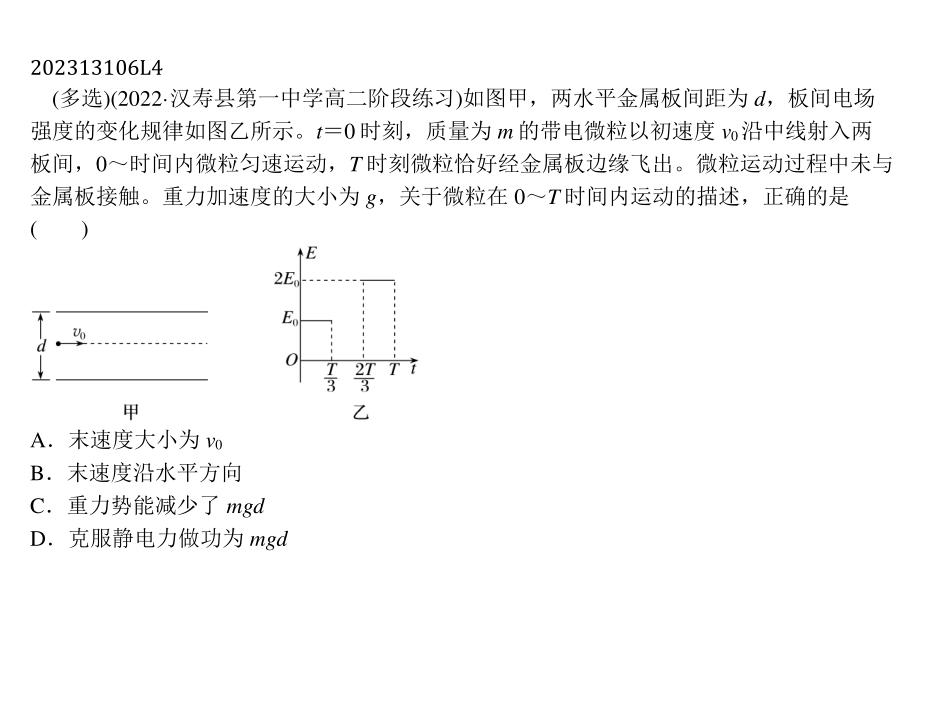 202313106L4
(多选)(2022·汉寿县第一中学高二阶段练习)如图甲，两水平金属板间距为 d，板间电场
强度的变化规律如图乙所示。t＝0 时刻，质量为 m 的带电微粒以初速度 v₀沿中线射入两
板间，0～时间内微粒匀速运动，T 时刻微粒恰好经金属板边缘飞出。微粒运动过程中未与
金属板接触。重力加速度的大小为 g，关于微粒在 0～T 时间内运动的描述，正确的是
(　　)
d v₀
甲
E
2E₀
E₀
O T/3 2T/3 T t
乙
A．末速度大小为 v₀
B．末速度沿水平方向
C．重力势能减少了 mgd
D．克服静电力做功为 mgd